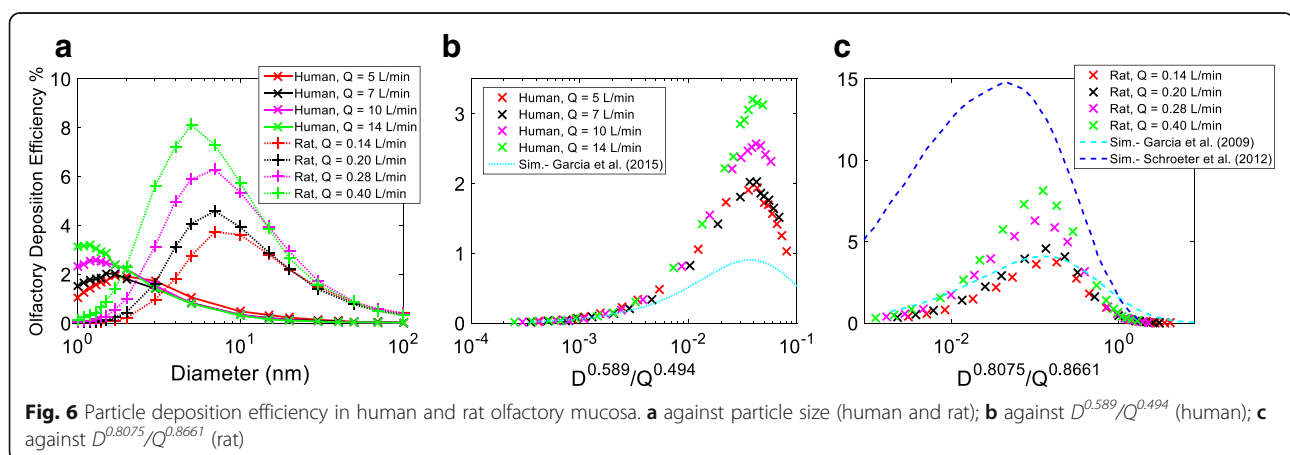 a
Olfactory Deposiiton Efficiency %
10
8
6
4
2
0
10^0
10^1
10^2
Diameter (nm)
Human, Q = 5 L/min
Human, Q = 7 L/min
Human, Q = 10 L/min
Human, Q = 14 L/min
Rat, Q = 0.14 L/min
Rat, Q = 0.20 L/min
Rat, Q = 0.28 L/min
Rat, Q = 0.40 L/min
b
3
2
1
0
10^-4
10^-3
10^-2
10^-1
D^0.589/Q^0.494
Human, Q = 5 L/min
Human, Q = 7 L/min
Human, Q = 10 L/min
Human, Q = 14 L/min
Sim.- Garcia et al. (2015)
c
15
10
5
0
10^-2
10^0
D^0.8075/Q^0.8661
Rat, Q = 0.14 L/min
Rat, Q = 0.20 L/min
Rat, Q = 0.28 L/min
Rat, Q = 0.40 L/min
Sim.- Garcia et al. (2009)
Sim.- Schroeter et al. (2012)
Fig. 6 Particle deposition efficiency in human and rat olfactory mucosa. a against particle size (human and rat); b against D^0.589/Q^0.494 (human); c
against D^0.8075/Q^0.8661 (rat)